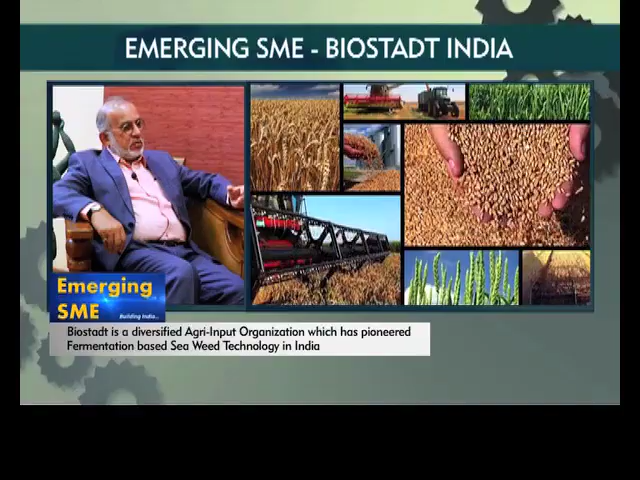 EMERGING SME - BIOSTADT INDIA
Emerging
SME
Building India...
Biostadt is a diversified Agri-Input Organization which has pioneered
Fermentation based Sea Weed Technology in India